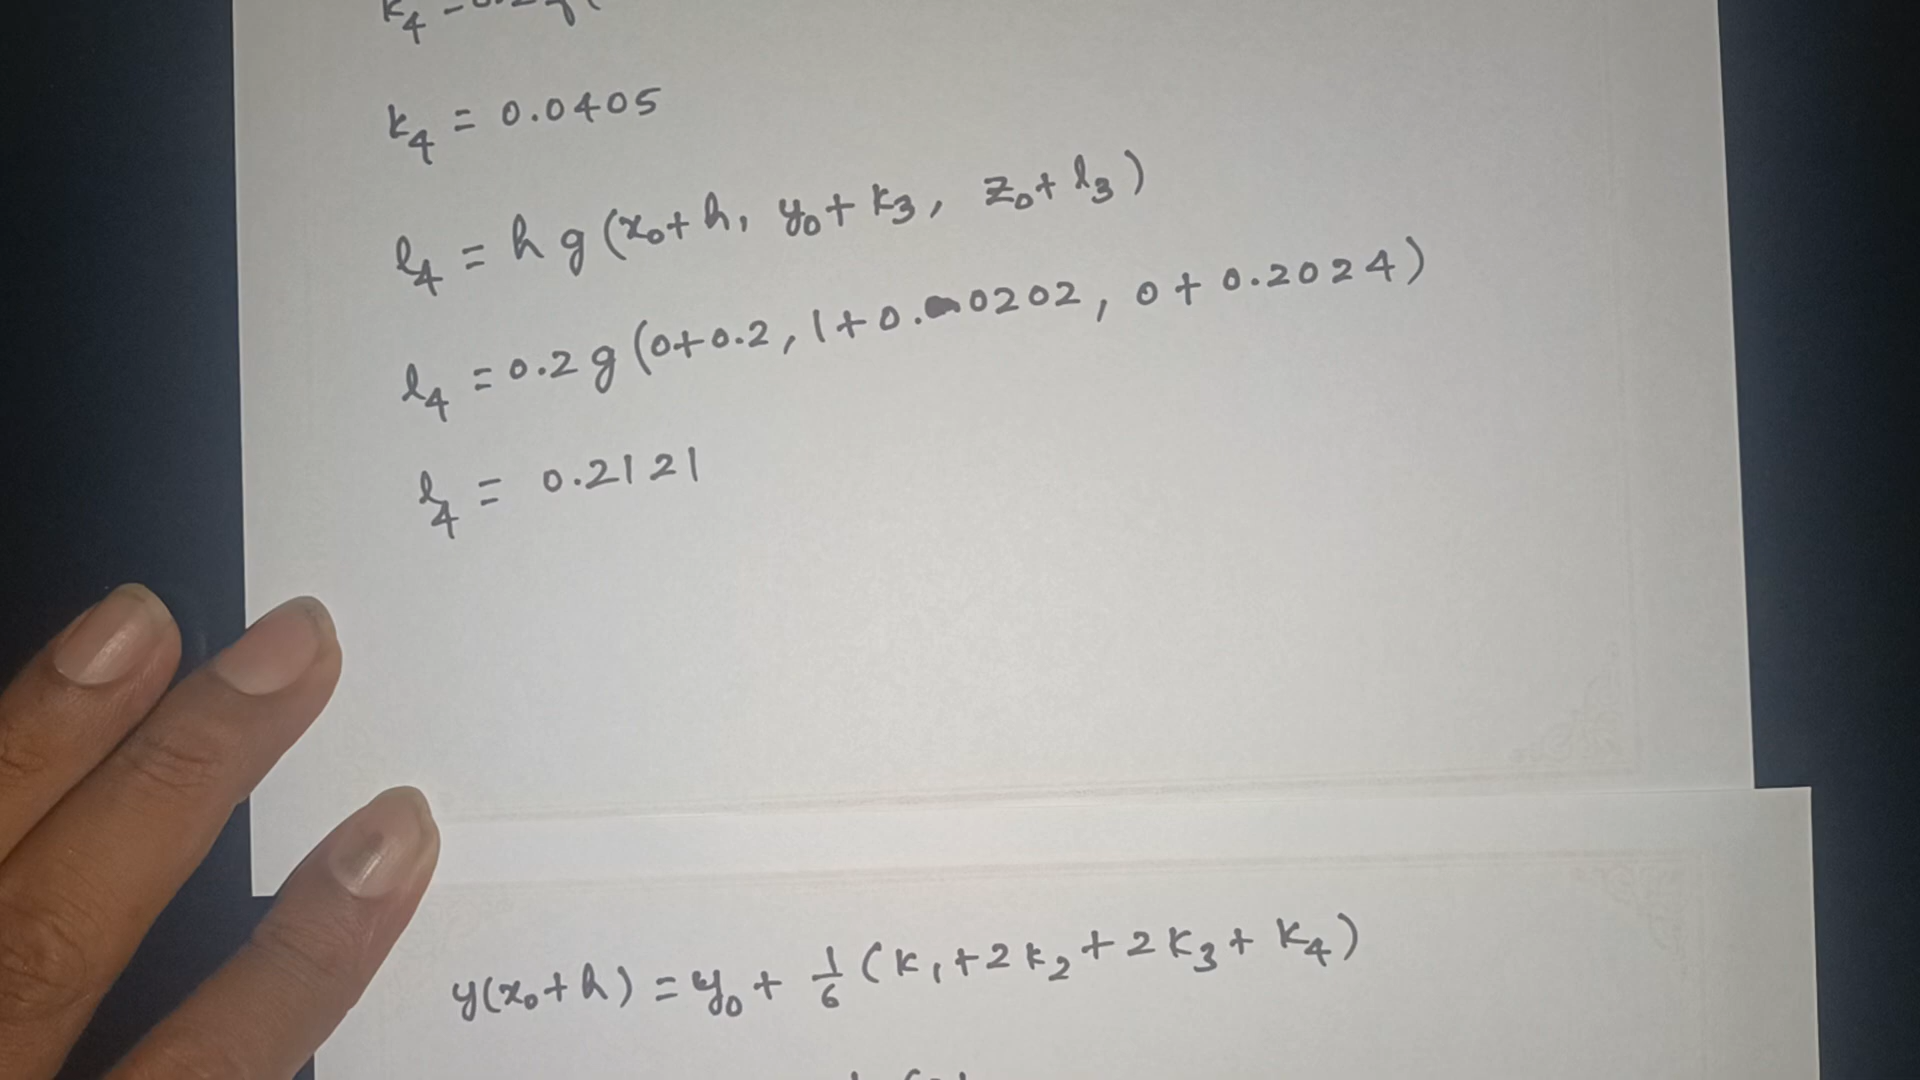 k₄ = 0.0405
l₄ = h g (x₀+h, y₀+k₃, z₀+l₃)
l₄ = 0.2 g (0+0.2, 1+0.0202, 0+0.2024)
l₄ = 0.2121
y(x₀+h) = y₀ + 1/6 (k₁+2k₂+2k₃+k₄)